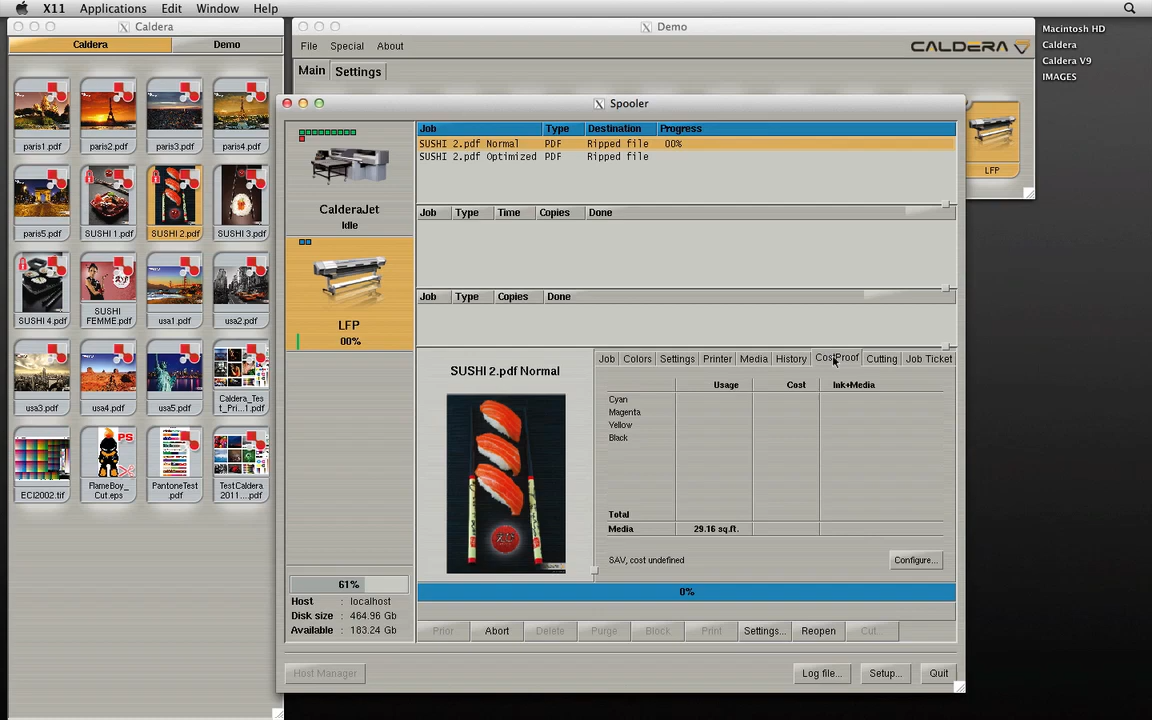 X11 Applications Edit Window Help
Caldera
Caldera Demo
paris1.pdf paris2.pdf paris3.pdf paris4.pdf
paris5.pdf SUSHI 1.pdf SUSHI 2.pdf SUSHI 3.pdf
SUSHI 4.pdf SUSHI FEMME.pdf usa1.pdf usa2.pdf
usa3.pdf usa4.pdf usa5.pdf Caldera_Tes
t_Pri...1.pdf
PS
ECI2002.tif FlameBoy_
Cut.eps PantoneTest
.pdf TestCaldera
2011....pdf
Demo
File Special About
CALDERA
Main Settings
LFP
Macintosh HD
Caldera
Caldera V9
IMAGES
Spooler
CalderaJet
Idle
LFP
00%
61%
Host : localhost
Disk size : 464.96 Gb
Available : 183.24 Gb
Job Type Destination Progress
SUSHI 2.pdf Normal PDF Ripped file 00%
SUSHI 2.pdf Optimized PDF Ripped file
Job Type Time Copies Done
Job Type Copies Done
SUSHI 2.pdf Normal
Job Colors Settings Printer Media History CostProof Cutting Job Ticket
Usage Cost Ink+Media
Cyan
Magenta
Yellow
Black
Total
Media 29.16 sq.ft.
SAV, cost undefined Configure...
0%
Prior Abort Delete Purge Block Print Settings... Reopen Cut...
Host Manager Log file... Setup... Quit